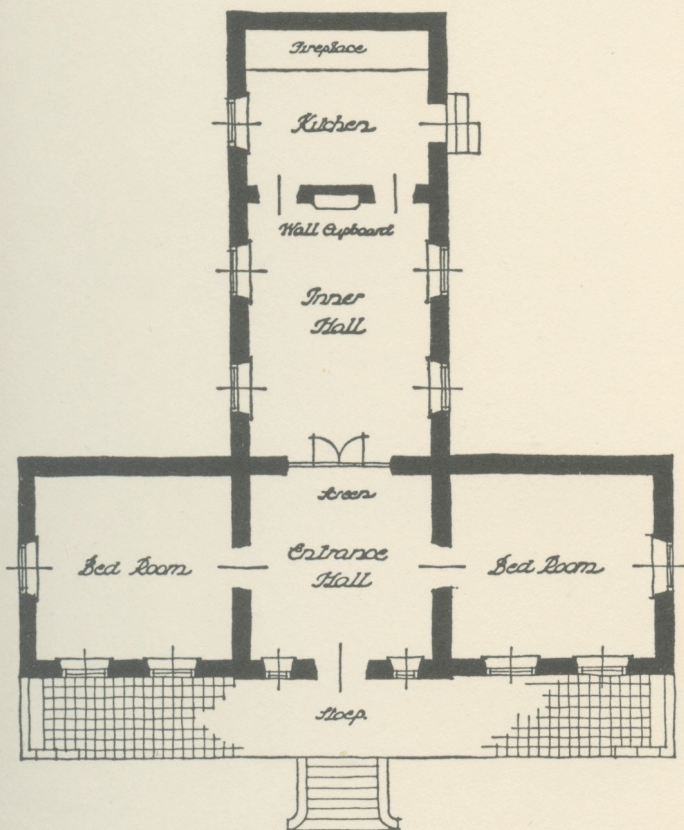 Fireplace
Kitchen
Wall Cupboard
Inner
Hall
Screen
Bed Room
Entrance
Hall
Bed Room
Stoep.